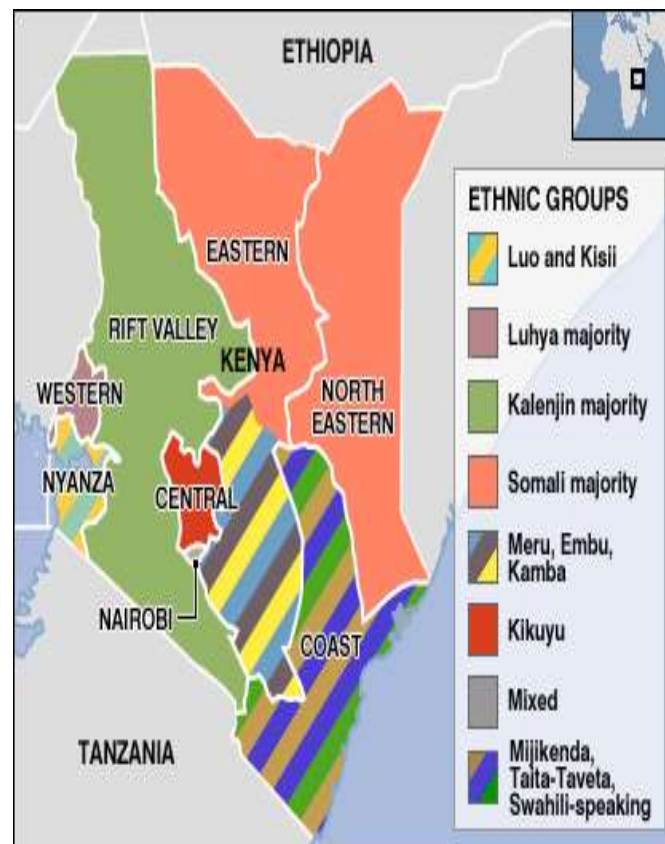 ETHIOPIA
EASTERN
RIFT VALLEY
KENYA
NORTH
EASTERN
WESTERN
NYANZA
CENTRAL
NAIROBI
COAST
TANZANIA
ETHNIC GROUPS
Luo and Kisii
Luhya majority
Kalenjin majority
Somali majority
Meru, Embu,
Kamba
Kikuyu
Mixed
Mijikenda,
Taita-Taveta,
Swahili-speaking